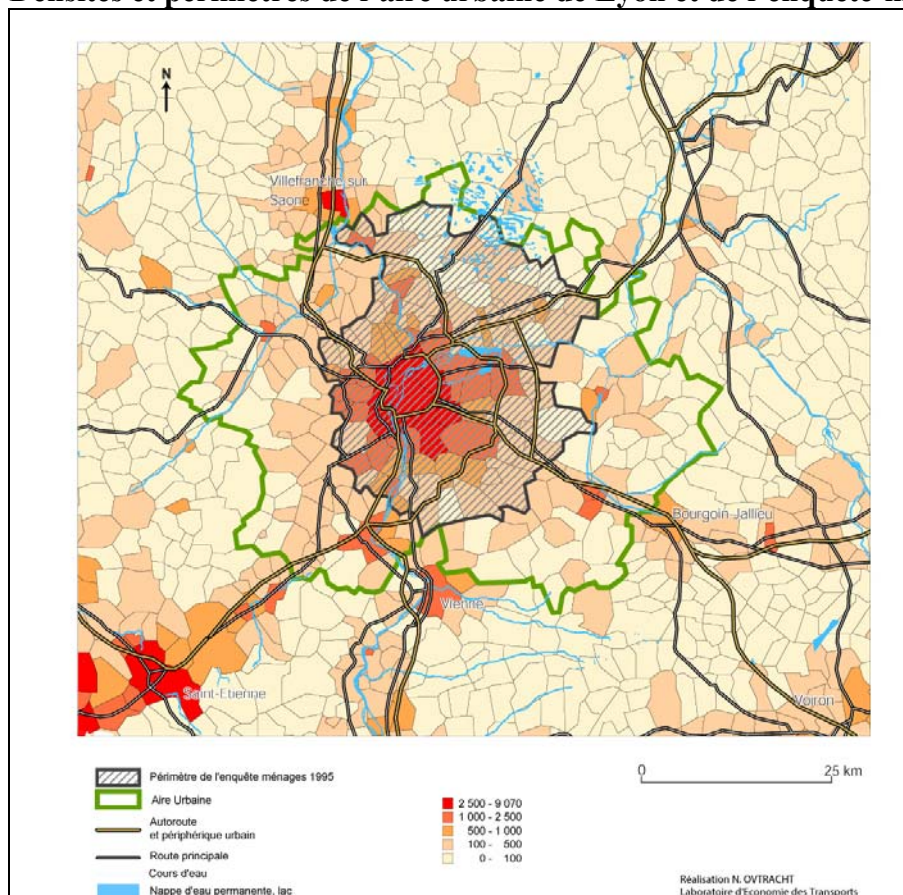 Densités et périmètres de l'aire urbaine de Lyon et de l'enquête
N
Villefranche-sur
Saone
Bourgoin Jallieu
Vienne
Saint-Etienne
Voiron
Périmètre de l'enquête ménages 1995
Aire Urbaine
Autoroute
et périphérique urbain
Route principale
Cours d'eau
Nappe d'eau permanente, lac
2 500 - 9 070
1 000 - 2 500
500 - 1 000
100 - 500
0 - 100
0 25 km
Réalisation N. OVTRACHT
Laboratoire d'Economie des Transports